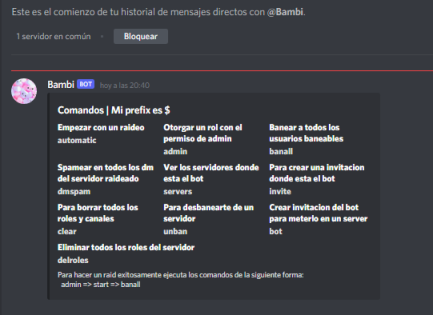 Este es el comienzo de tu historial de mensajes directos con @Bambi.
1 servidor en común • Bloquear
Bambi BOT hoy a las 20:40
Comandos | Mi prefix es $
Empezar con un raideo
automatic
Otorgar un rol con el
permiso de admin
admin
Banear a todos los
usuarios baneables
banall
Spamear en todos los dm
del servidor raideado
dmspam
Ver los servidores donde
esta el bot
servers
Para crear una invitacion
donde esta el bot
invite
Para borrar todos los
roles y canales
clear
Para desbanearte de un
servidor
unban
Crear invitacion del bot
para meterlo en un server
bot
Eliminar todos los roles del servidor
delroles
Para hacer un raid exitosamente ejecuta los comandos de la siguiente forma:
admin => start => banall